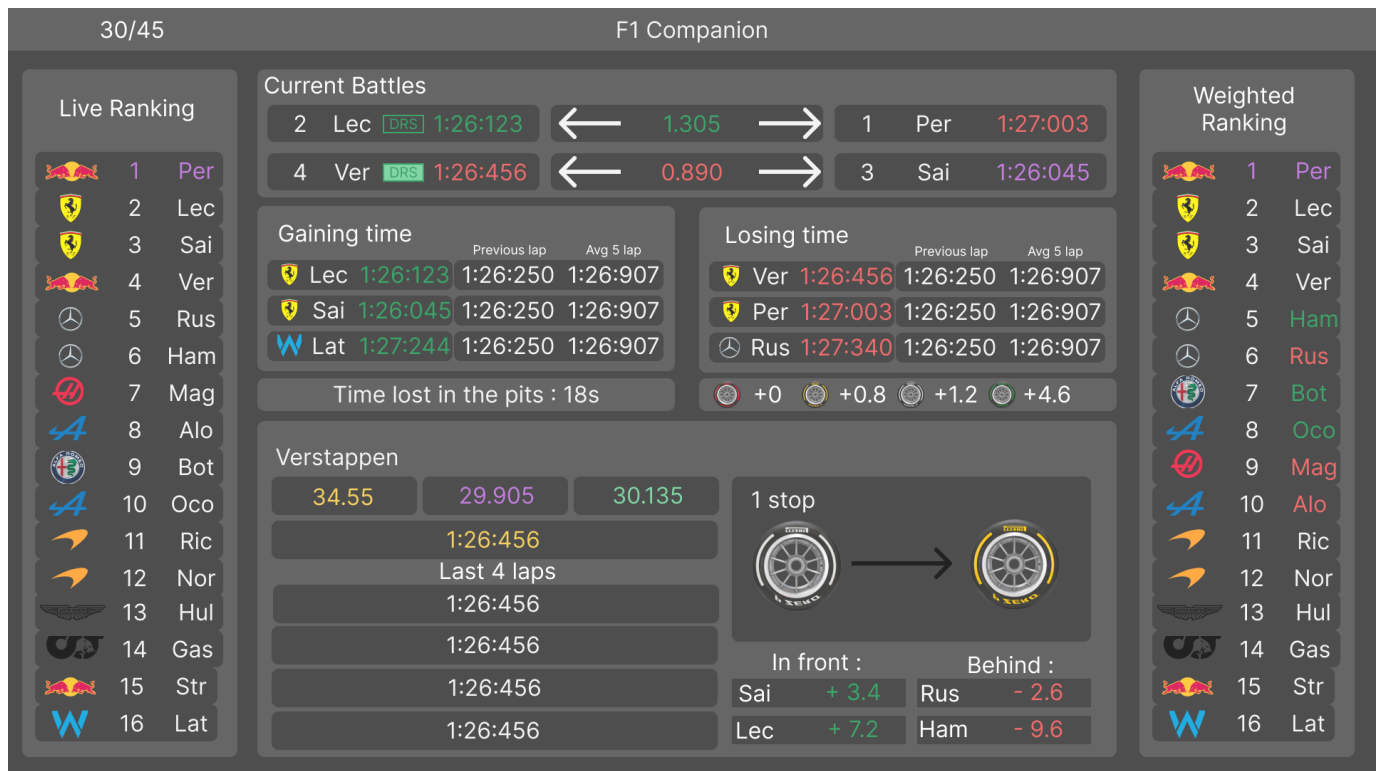 30/45 F1 Companion
Live Ranking
1 Per
2 Lec
3 Sai
4 Ver
5 Rus
6 Ham
7 Mag
8 Alo
9 Bot
10 Oco
11 Ric
12 Nor
13 Hul
14 Gas
15 Str
16 Lat
Current Battles
2 Lec DRS 1:26:123 1.305 1 Per 1:27:003
4 Ver DRS 1:26:456 0.890 3 Sai 1:26:045
Gaining time
Previous lap Avg 5 lap
Lec 1:26:123 1:26:250 1:26:907
Sai 1:26:045 1:26:250 1:26:907
Lat 1:27:244 1:26:250 1:26:907
Losing time
Previous lap Avg 5 lap
Ver 1:26:456 1:26:250 1:26:907
Per 1:27:003 1:26:250 1:26:907
Rus 1:27:340 1:26:250 1:26:907
Time lost in the pits : 18s
+0 +0.8 +1.2 +4.6
Verstappen
34.55 29.905 30.135
1:26:456
Last 4 laps
1:26:456
1:26:456
1:26:456
1:26:456
1 stop
PIRELLI
P ZERO
PIRELLI
P ZERO
In front :
Sai + 3.4
Lec + 7.2
Behind :
Rus - 2.6
Ham - 9.6
Weighted
Ranking
1 Per
2 Lec
3 Sai
4 Ver
5 Ham
6 Rus
7 Bot
8 Oco
9 Mag
10 Alo
11 Ric
12 Nor
13 Hul
14 Gas
15 Str
16 Lat